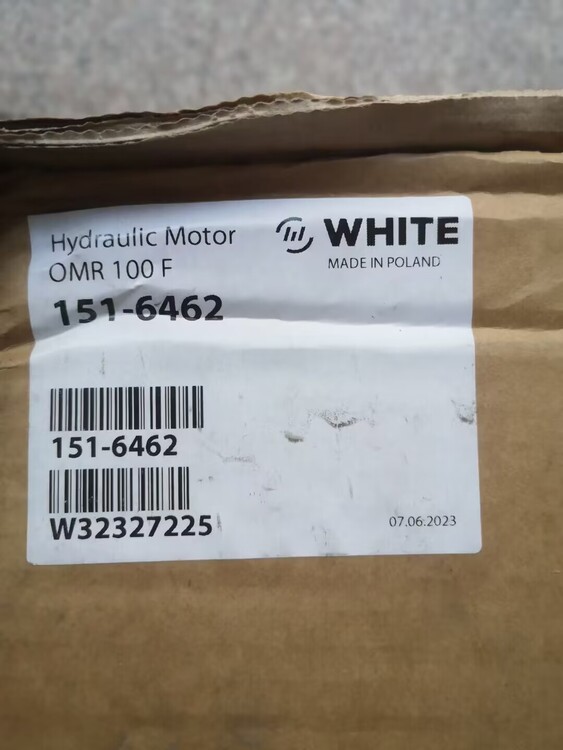 Hydraulic Motor
OMR 100 F
151-6462
WHITE
MADE IN POLAND
151-6462
W32327225
07.06.2023